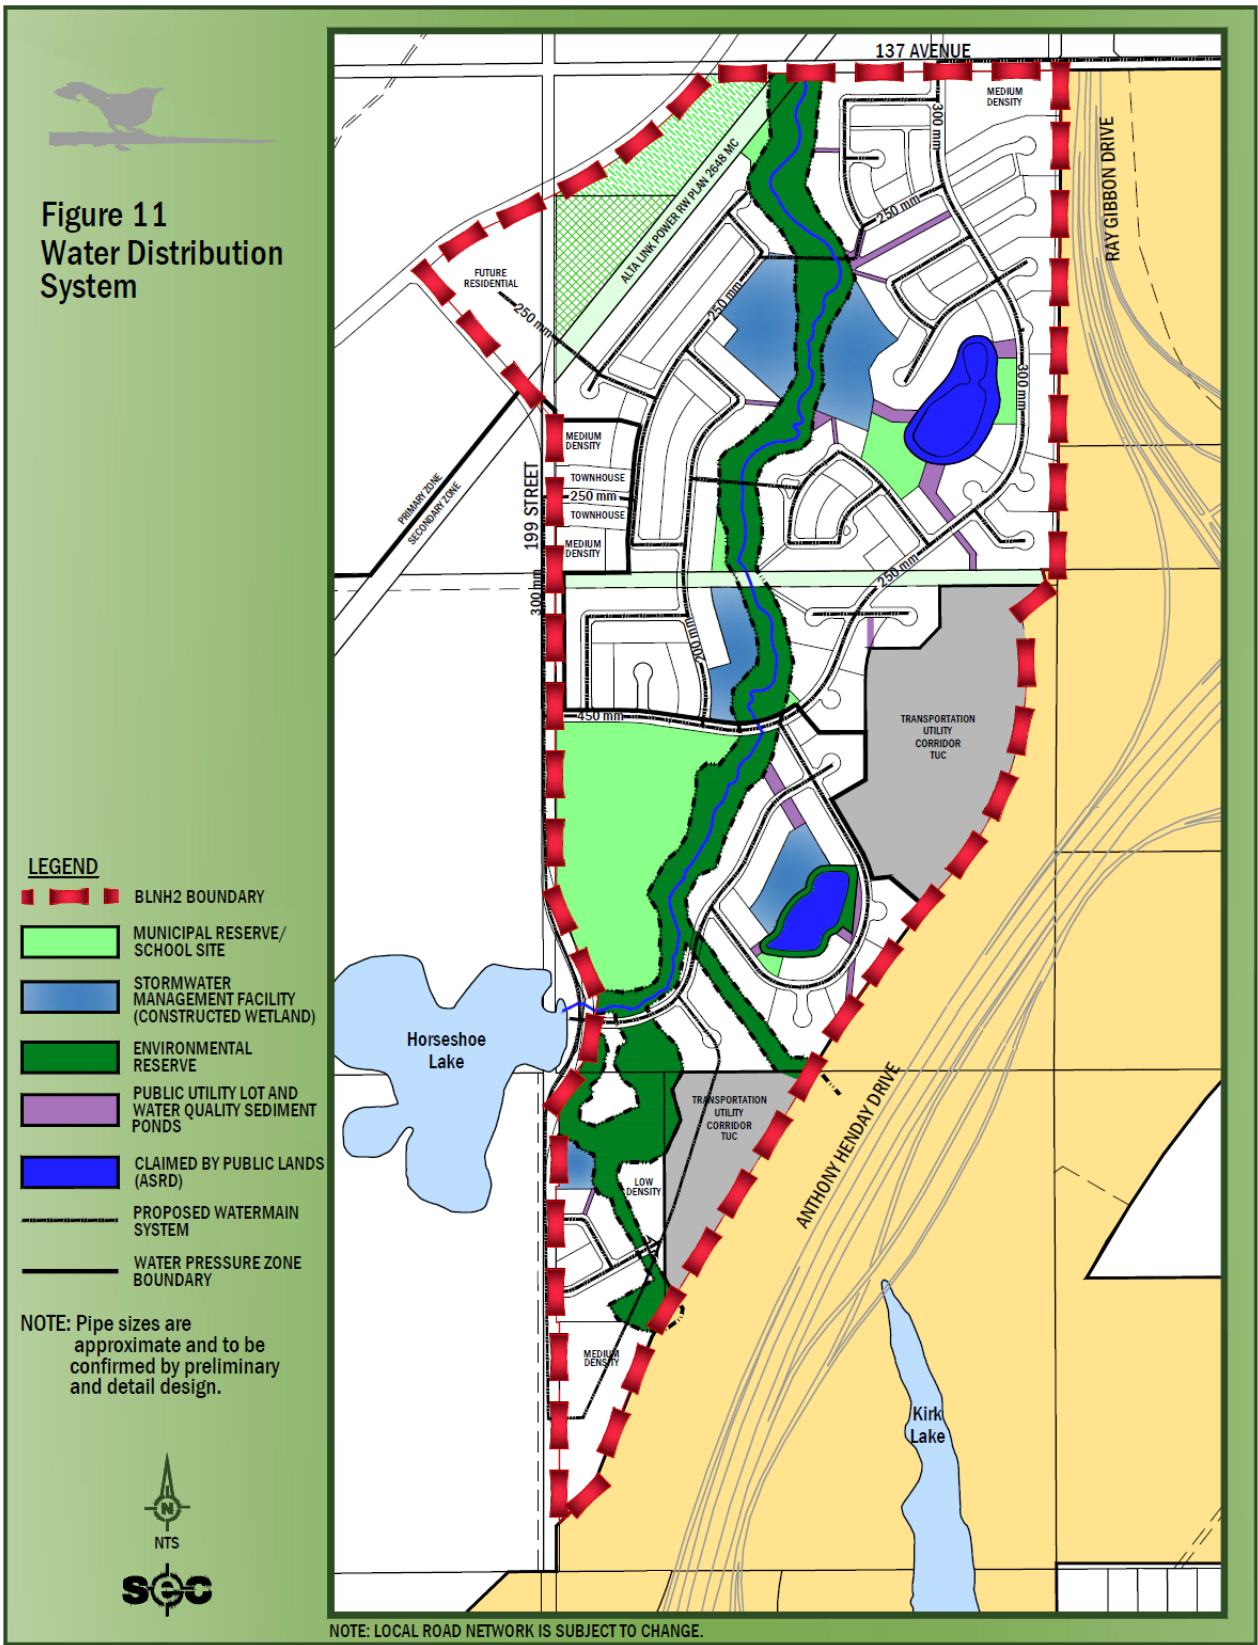 Figure 11
Water Distribution
System
LEGEND
BLNH2 BOUNDARY
MUNICIPAL RESERVE/
SCHOOL SITE
STORMWATER
MANAGEMENT FACILITY
(CONSTRUCTED WETLAND)
ENVIRONMENTAL
RESERVE
PUBLIC UTILITY LOT AND
WATER QUALITY SEDIMENT
PONDS
CLAIMED BY PUBLIC LANDS
(ASRD)
PROPOSED WATERMAIN
SYSTEM
WATER PRESSURE ZONE
BOUNDARY
NOTE: Pipe sizes are
approximate and to be
confirmed by preliminary
and detail design.
N
NTS
137 AVENUE
MEDIUM
DENSITY
300 mm
RAY GIBBON DRIVE
ALTA LINK POWER RW PLAN 2648 MC
250 mm
FUTURE
RESIDENTIAL
250 mm
250 mm
300 mm
MEDIUM
DENSITY
TOWNHOUSE
250 mm
TOWNHOUSE
MEDIUM
DENSITY
199 STREET
300 mm
PRIMARY ZONE
SECONDARY ZONE
250 mm
200 mm
450 mm
TRANSPORTATION
UTILITY
CORRIDOR
TUC
Horseshoe
Lake
TRANSPORTATION
UTILITY
CORRIDOR
TUC
ANTHONY HENDAY DRIVE
LOW
DENSITY
MEDIUM
DENSITY
Kirk
Lake
NOTE: LOCAL ROAD NETWORK IS SUBJECT TO CHANGE.